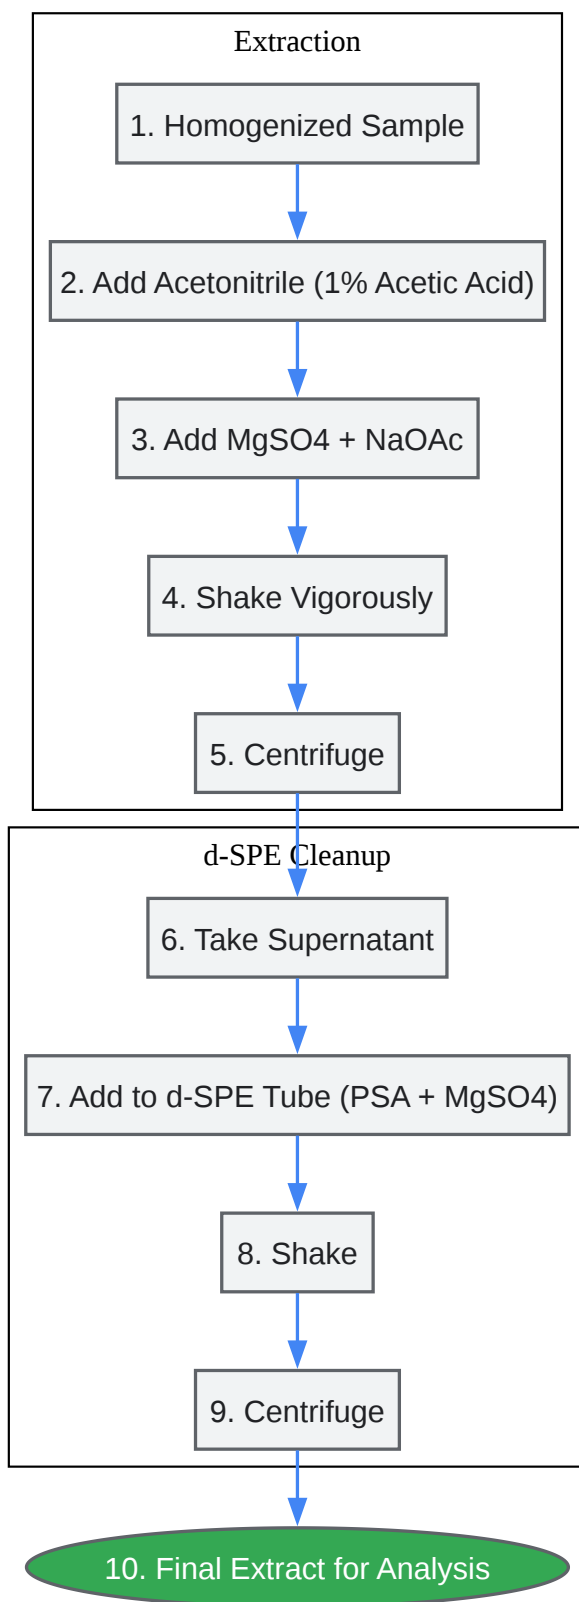 Extraction
1. Homogenized Sample
2. Add Acetonitrile (1% Acetic Acid)
3. Add MgSO4 + NaOAc
4. Shake Vigorously
5. Centrifuge
d-SPE Cleanup
6. Take Supernatant
7. Add to d-SPE Tube (PSA + MgSO4)
8. Shake
9. Centrifuge
10. Final Extract for Analysis